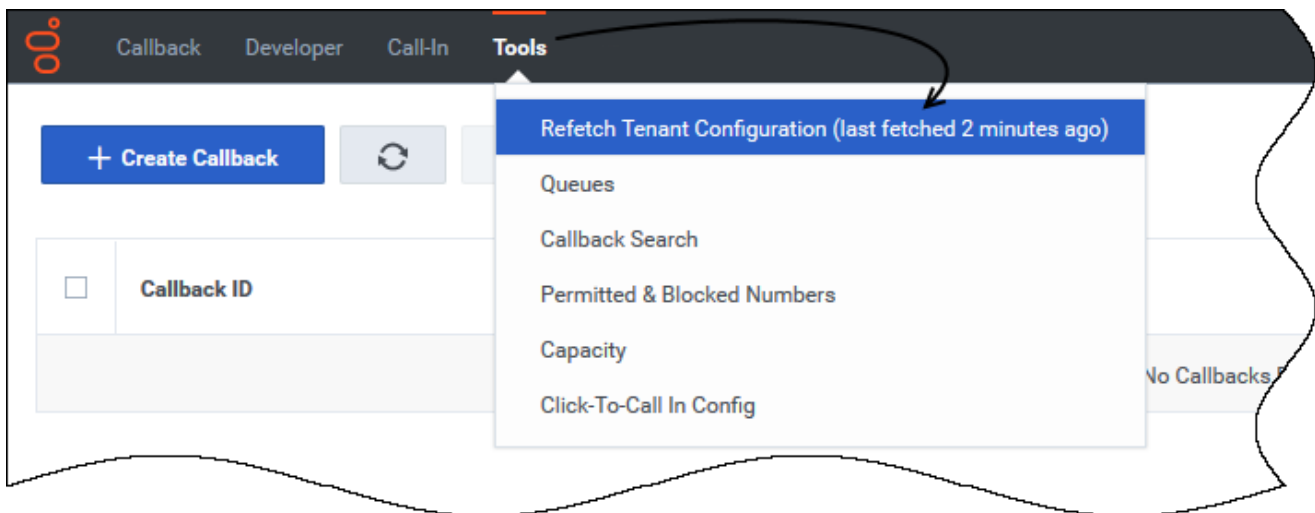 Callback Developer Call-In Tools
Refetch Tenant Configuration (last fetched 2 minutes ago)
+ Create Callback
Queues
Callback Search
Callback ID
Permitted & Blocked Numbers
Capacity
No Callbacks
Click-To-Call In Config